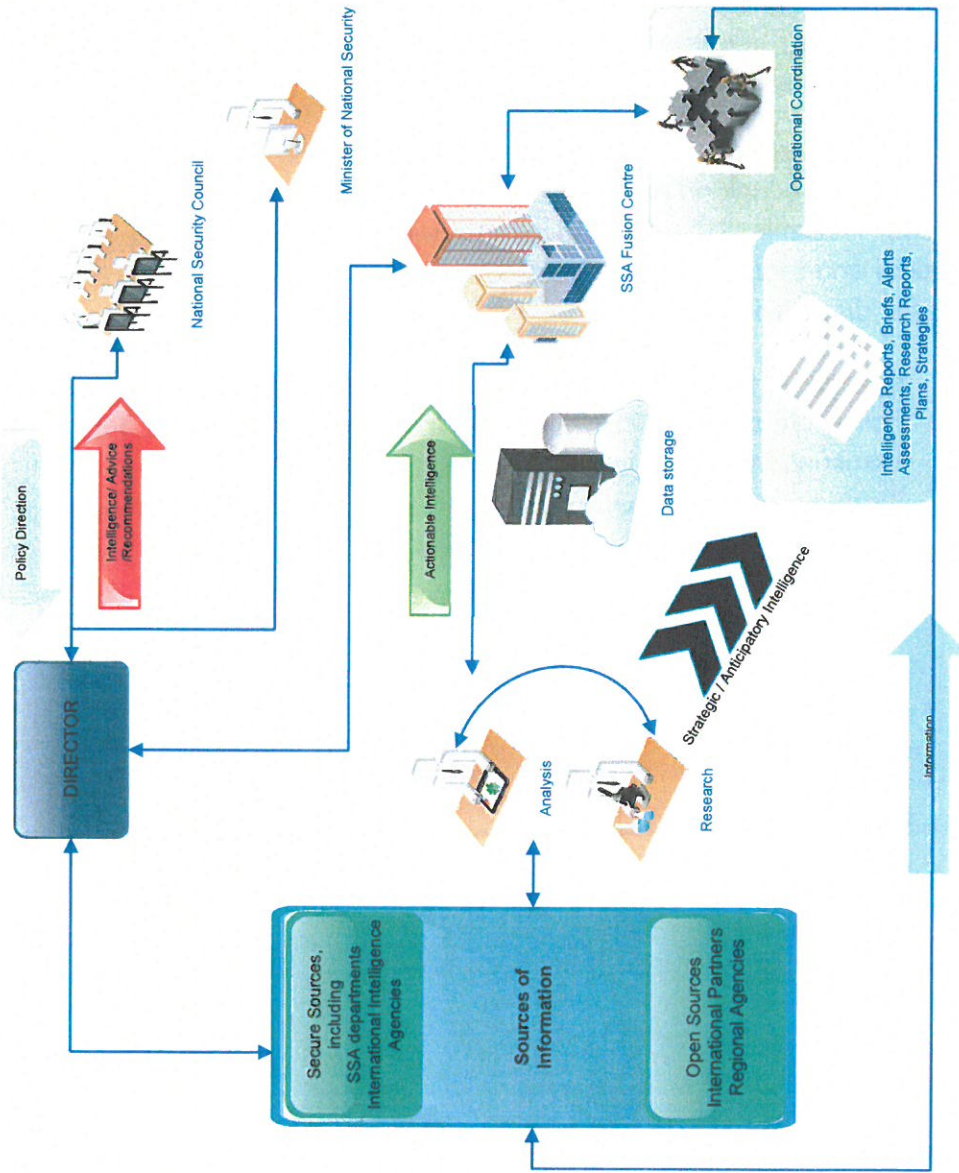 Policy Direction
Intelligence/ Advice
/Recommendations
DIRECTOR
National Security Council
Minister of National Security
Secure Sources,
including
SSA departments
International Intelligence
Agencies
Sources of
Information
Open Sources
International Partners
Regional Agencies
Analysis
Research
Actionable Intelligence
Data storage
Strategic / Anticipatory Intelligence
SSA Fusion Centre
Operational Coordination
Intelligence Reports, Briefs, Alerts
Assessments, Research Reports,
Plans, Strategies
Information